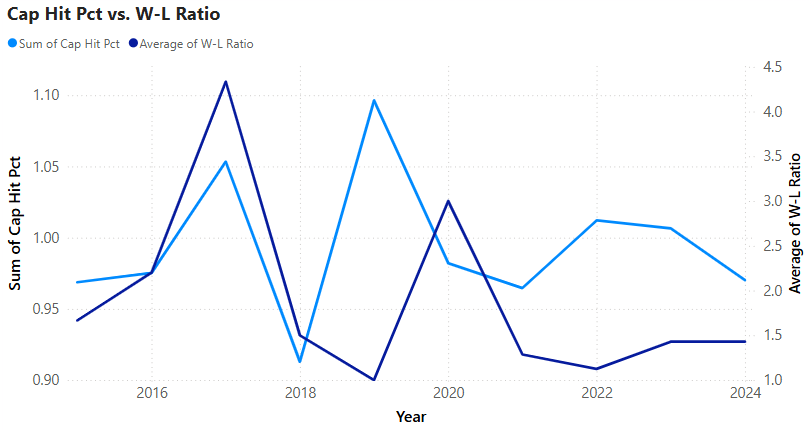 Cap Hit Pct vs. W-L Ratio
Sum of Cap Hit Pct Average of W-L Ratio
Sum of Cap Hit Pct
1.10
1.05
1.00
0.95
0.90
4.5
4.0
3.5
3.0
2.5
2.0
1.5
1.0
Average of W-L Ratio
2016 2018 2020 2022 2024
Year